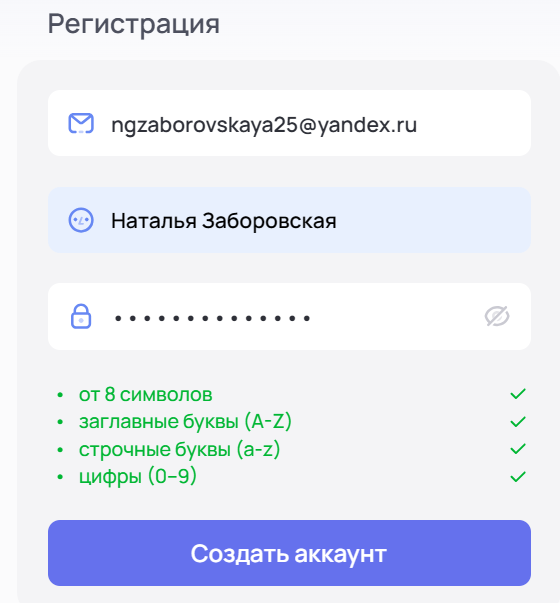 Регистрация
ngzaborovskaya25@yandex.ru
Наталья Заборовская
••••••••••••••
• от 8 символов
• заглавные буквы (A-Z)
• строчные буквы (a-z)
• цифры (0–9)
Создать аккаунт